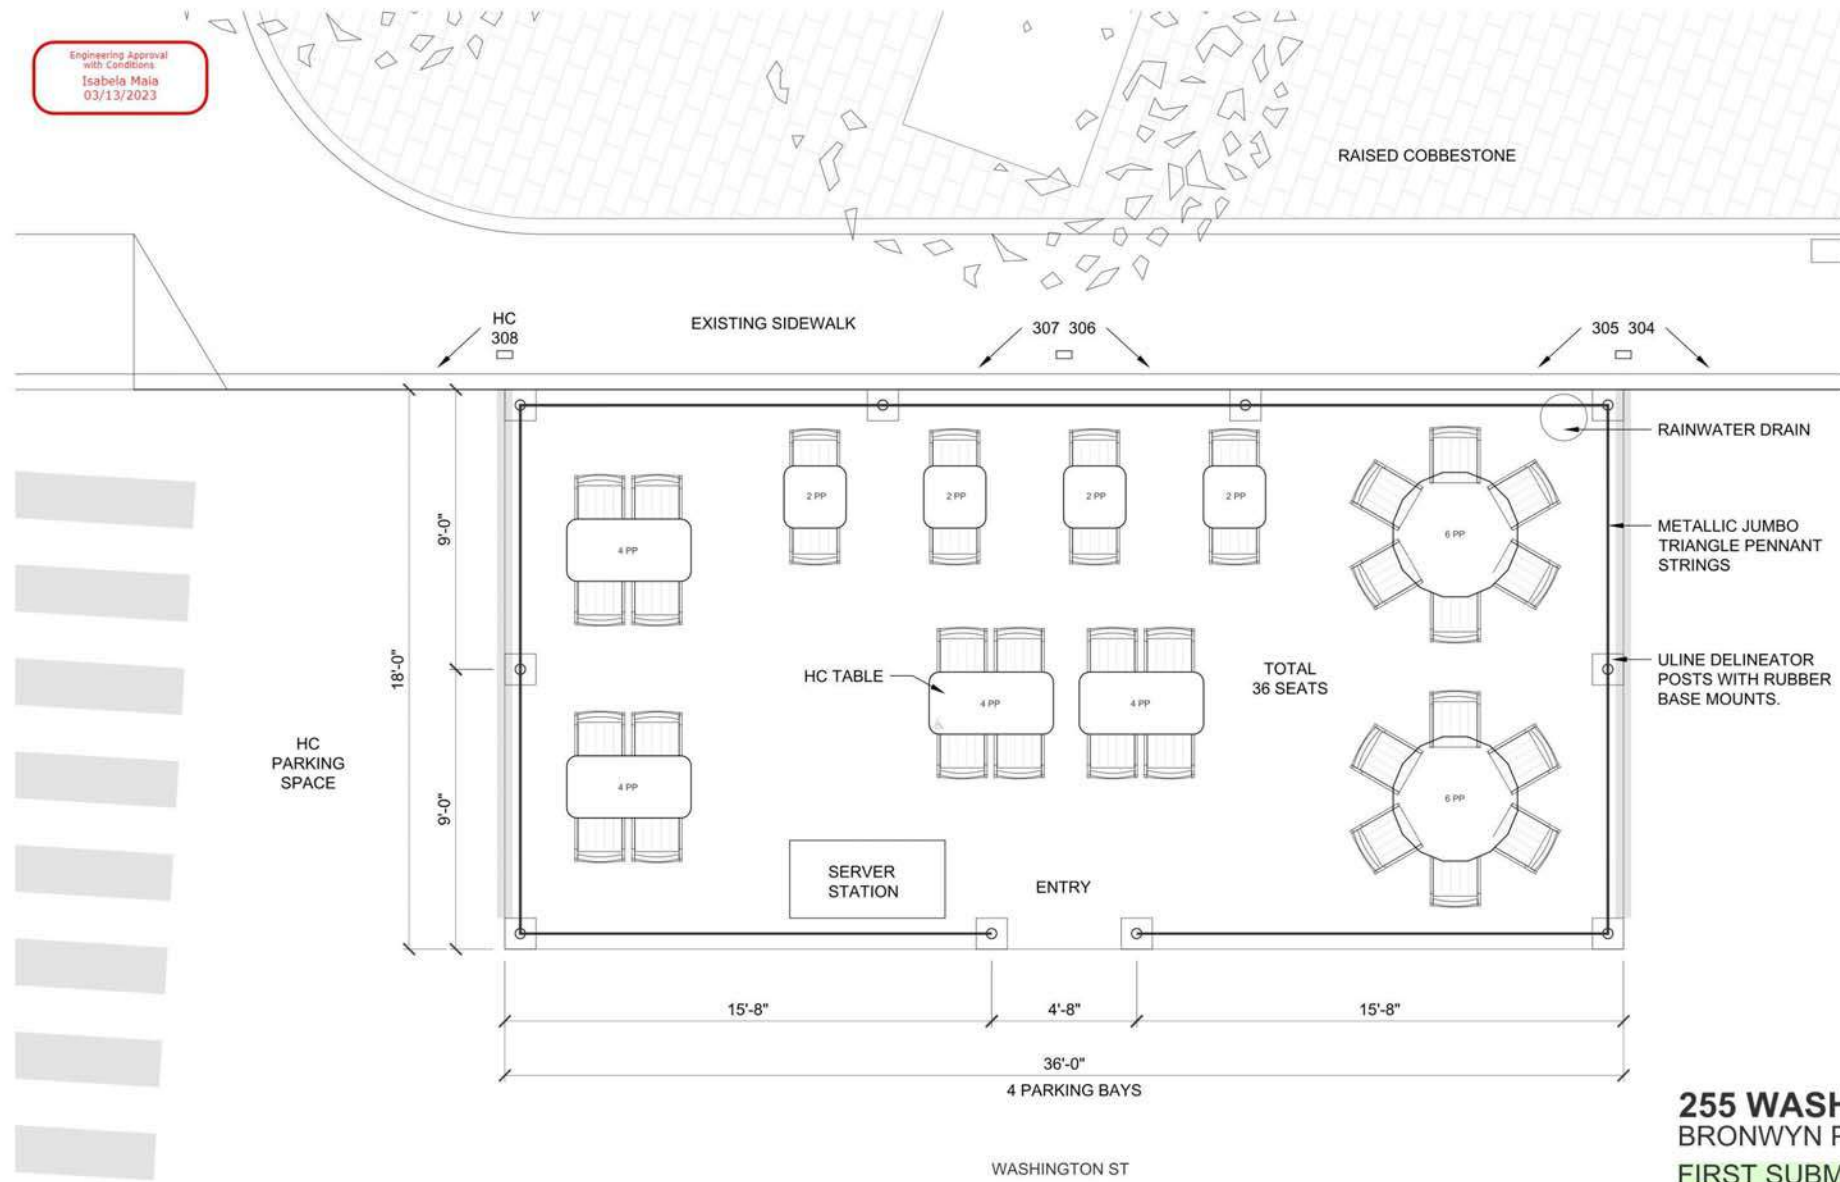 Engineering Approval
with Conditions
Isabela Maia
03/13/2023
RAISED COBBESTONE
HC
308
EXISTING SIDEWALK
307 306
305 304
RAINWATER DRAIN
2 PP
2 PP
2 PP
2 PP
4 PP
6 PP
METALLIC JUMBO
TRIANGLE PENNANT
STRINGS
9'-0"
18'-0"
HC TABLE
4 PP
4 PP
TOTAL
36 SEATS
ULINE DELINEATOR
POSTS WITH RUBBER
BASE MOUNTS.
HC
PARKING
SPACE
9'-0"
4 PP
6 PP
SERVER
STATION
ENTRY
15'-8"
4'-8"
15'-8"
36'-0"
4 PARKING BAYS
WASHINGTON ST
255 WASH
BRONWYN
FIRST SUBM